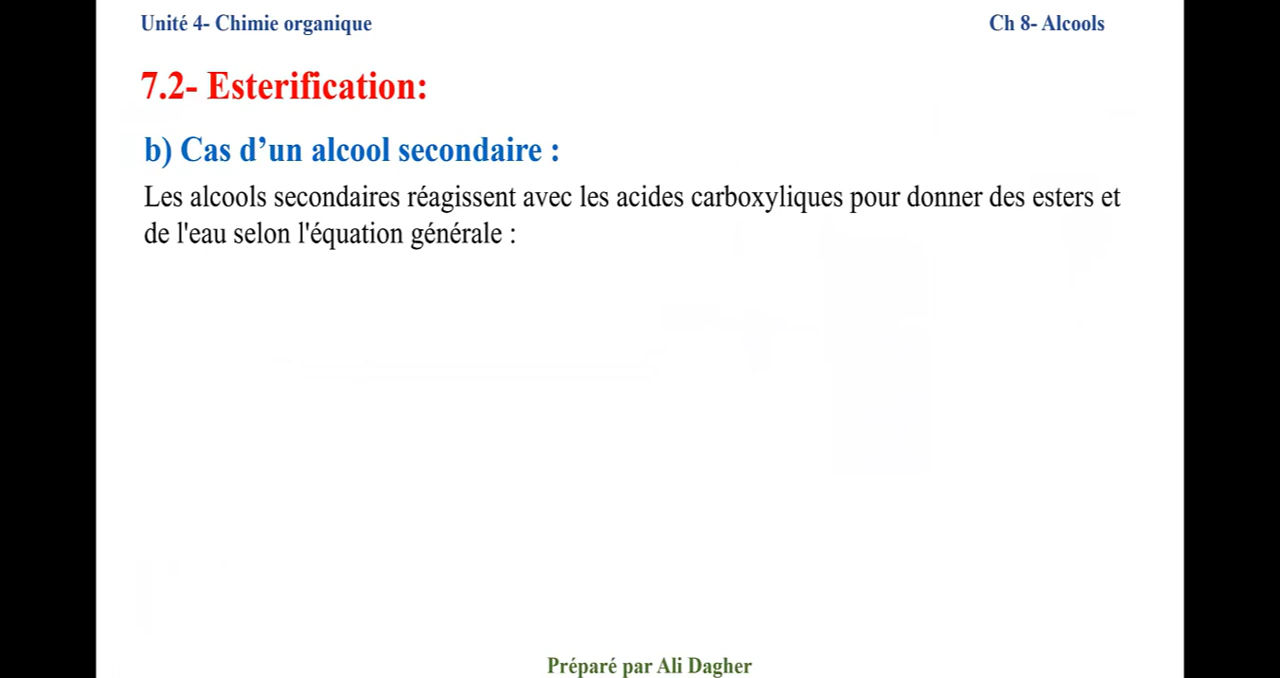 Unité 4- Chimie organique
Ch 8- Alcools
7.2- Esterification:
b) Cas d’un alcool secondaire :
Les alcools secondaires réagissent avec les acides carboxyliques pour donner des esters et
de l'eau selon l'équation générale :
Préparé par Ali Dagher